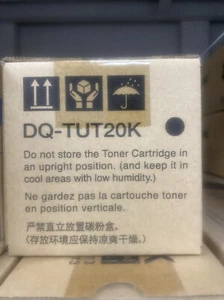 DQ-TUT20K
Do not store the Toner Cartridge in
an upright position. (and keep it in
cool areas with low humidity.)
Ne gardez pas la cartouche toner
en position verticale.
严禁直立放置碳粉盒。
(存放环境应保持凉爽干燥。)